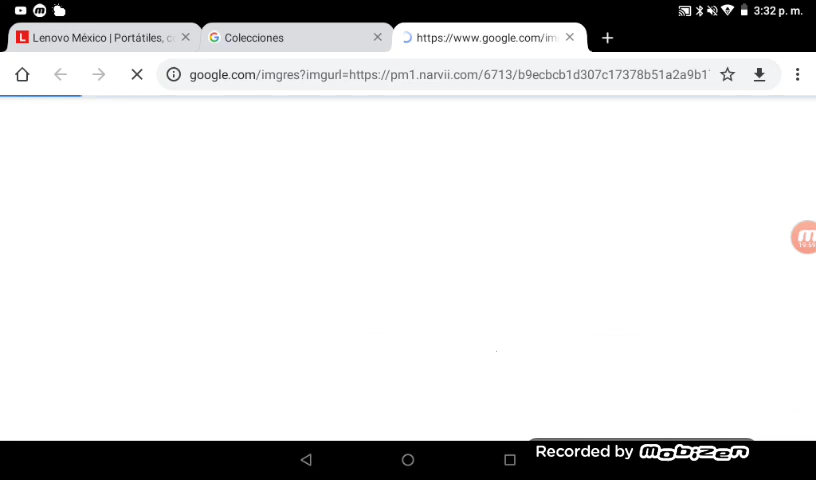 3:32 p. m.
Lenovo México | Portátiles, co
Colecciones
https://www.google.com/im
google.com/imgres?imgurl=https://pm1.narvii.com/6713/b9ecbcb1d307c17378b51a2a9b1
Recorded by mobizen